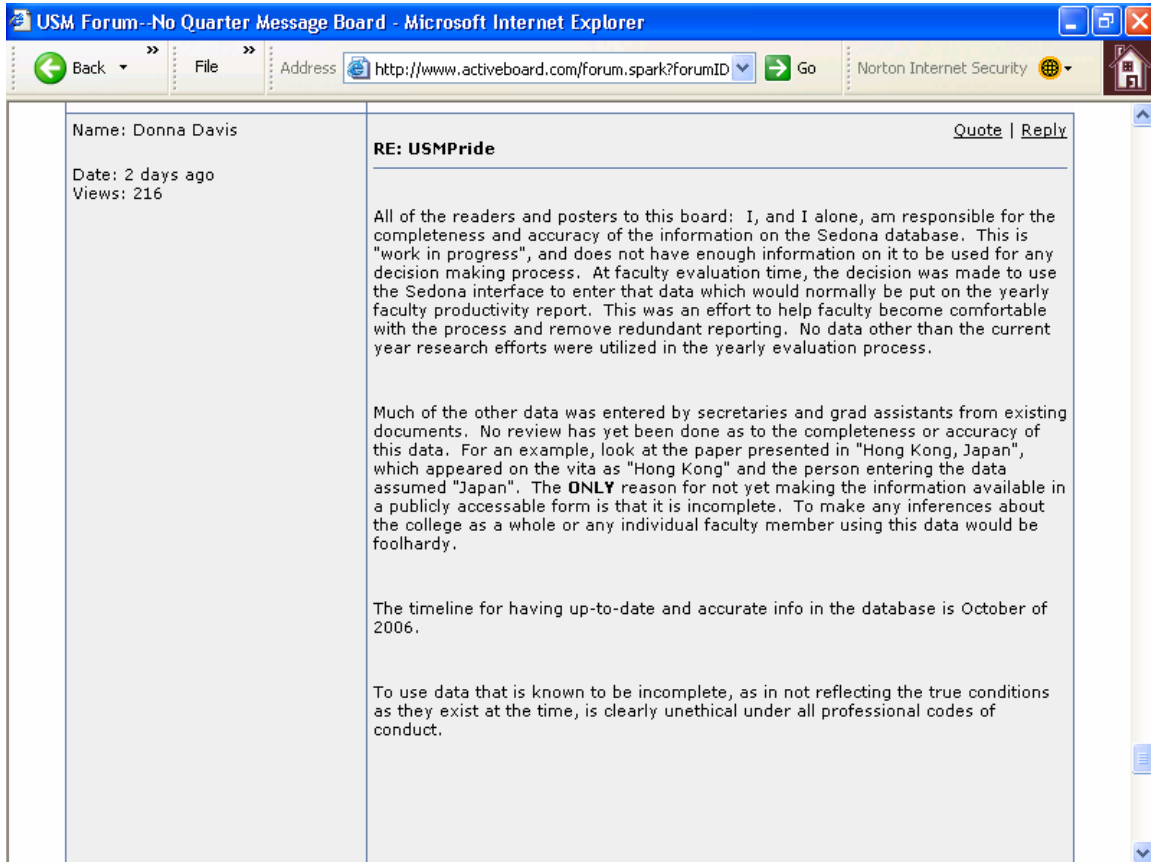 USM Forum--No Quarter Message Board - Microsoft Internet Explorer
Back
File
Address http://www.activeboard.com/forum.spark?forumID
Go
Norton Internet Security
Name: Donna Davis
Date: 2 days ago
Views: 216
Quote | Reply
RE: USMPride
All of the readers and posters to this board: I, and I alone, am responsible for the
completeness and accuracy of the information on the Sedona database. This is
"work in progress", and does not have enough information on it to be used for any
decision making process. At faculty evaluation time, the decision was made to use
the Sedona interface to enter that data which would normally be put on the yearly
faculty productivity report. This was an effort to help faculty become comfortable
with the process and remove redundant reporting. No data other than the current
year research efforts were utilized in the yearly evaluation process.
Much of the other data was entered by secretaries and grad assistants from existing
documents. No review has yet been done as to the completeness or accuracy of
this data. For an example, look at the paper presented in "Hong Kong, Japan",
which appeared on the vita as "Hong Kong" and the person entering the data
assumed "Japan". The ONLY reason for not yet making the information available in
a publicly accessable form is that it is incomplete. To make any inferences about
the college as a whole or any individual faculty member using this data would be
foolhardy.
The timeline for having up-to-date and accurate info in the database is October of
2006.
To use data that is known to be incomplete, as in not reflecting the true conditions
as they exist at the time, is clearly unethical under all professional codes of
conduct.